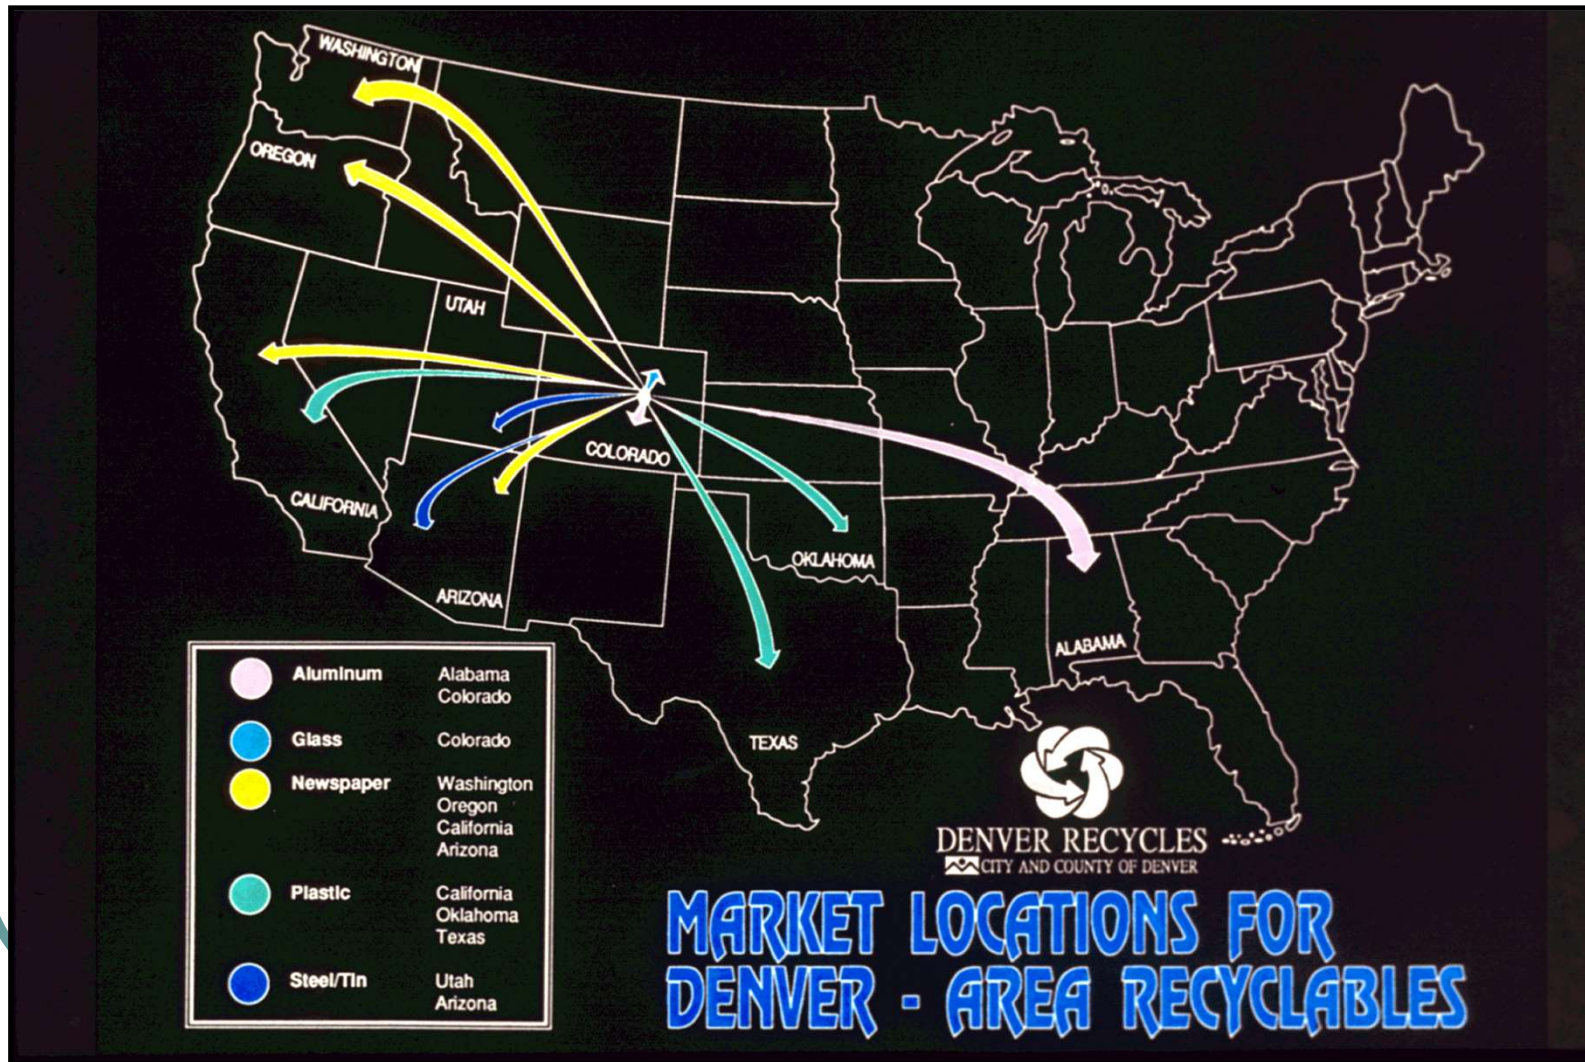 WASHINGTON
OREGON
UTAH
COLORADO
CALIFORNIA
OKLAHOMA
ARIZONA
ALABAMA
TEXAS
Aluminum Alabama
Colorado
Glass Colorado
Newspaper Washington
Oregon
California
Arizona
Plastic California
Oklahoma
Texas
Steel/Tin Utah
Arizona
DENVER RECYCLES
CITY AND COUNTY OF DENVER
MARKET LOCATIONS FOR
DENVER - AREA RECYCLABLES